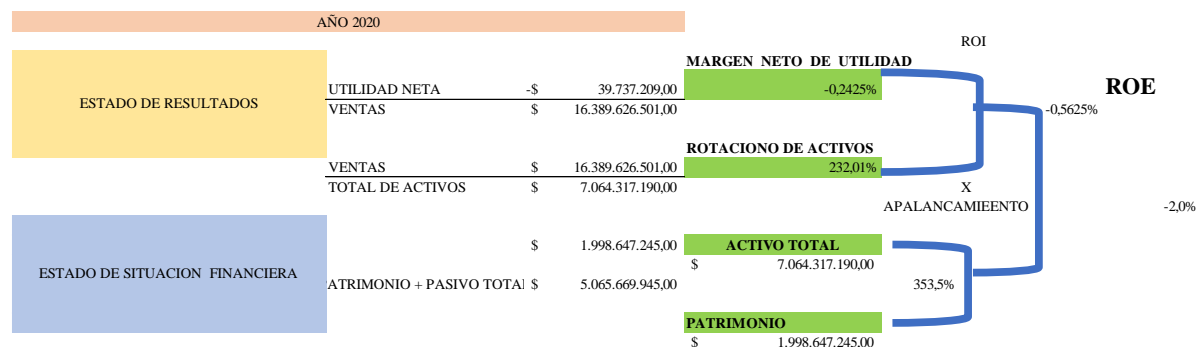 AÑO 2020
ROI
MARGEN NETO DE UTILIDAD
ROE
ESTADO DE RESULTADOS
UTILIDAD NETA -$ 39.737.209,00 -0,2425%
VENTAS $ 16.389.626.501,00
-0,5625%
ROTACIONO DE ACTIVOS
VENTAS $ 16.389.626.501,00 232,01%
TOTAL DE ACTIVOS $ 7.064.317.190,00
X
APALANCAMIEENTO
-2,0%
ESTADO DE SITUACION FINANCIERA
$ 1.998.647.245,00 ACTIVO TOTAL
$ 7.064.317.190,00
ATRIMONIO + PASIVO TOTAL $ 5.065.669.945,00 353,5%
PATRIMONIO
$ 1.998.647.245,00